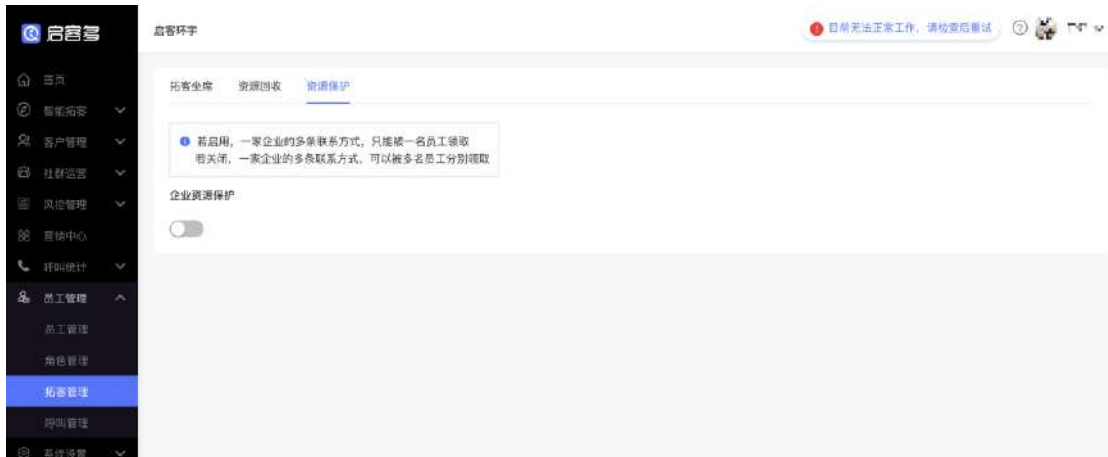 启客多
启客环宇
目前无法正常工作，请检查后重试
首页
智能拓客
客户管理
社群运营
风控管理
营销中心
呼叫统计
员工管理
员工管理
角色管理
拓客管理
呼叫管理
系统设置
拓客坐席 资源回收 资源保护
若启用，一家企业的多条联系方式，只能被一名员工领取
若关闭，一家企业的多条联系方式，可以被多名员工分别领取
企业资源保护